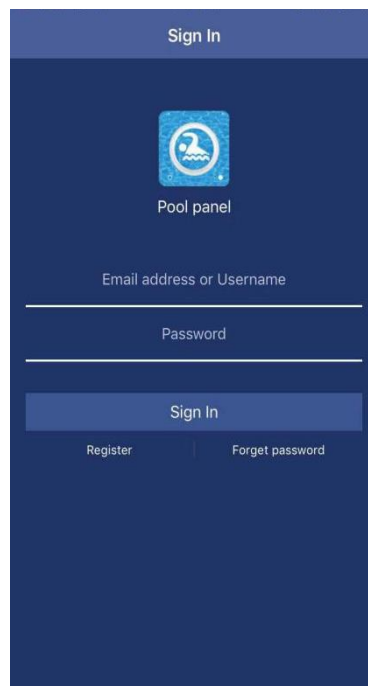 Sign In
Pool panel
Email address or Username
Password
Sign In
Register
Forget password